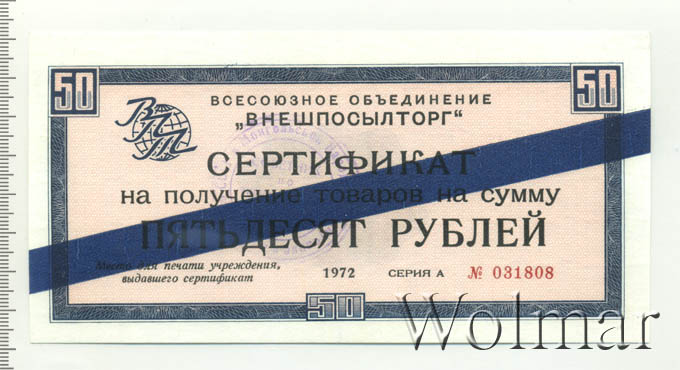 50 50
ВСЕСОЮЗНОЕ ОБЪЕДИНЕНИЕ
„ВНЕШПОСЫЛТОРГ“
ВПТ
СЕРТИФИКАТ
на получение товаров на сумму
ПЯТЬДЕСЯТ РУБЛЕЙ
Место для печати учреждения,
выдавшего сертификат
1972 СЕРИЯ А № 031808
50
Wolmar